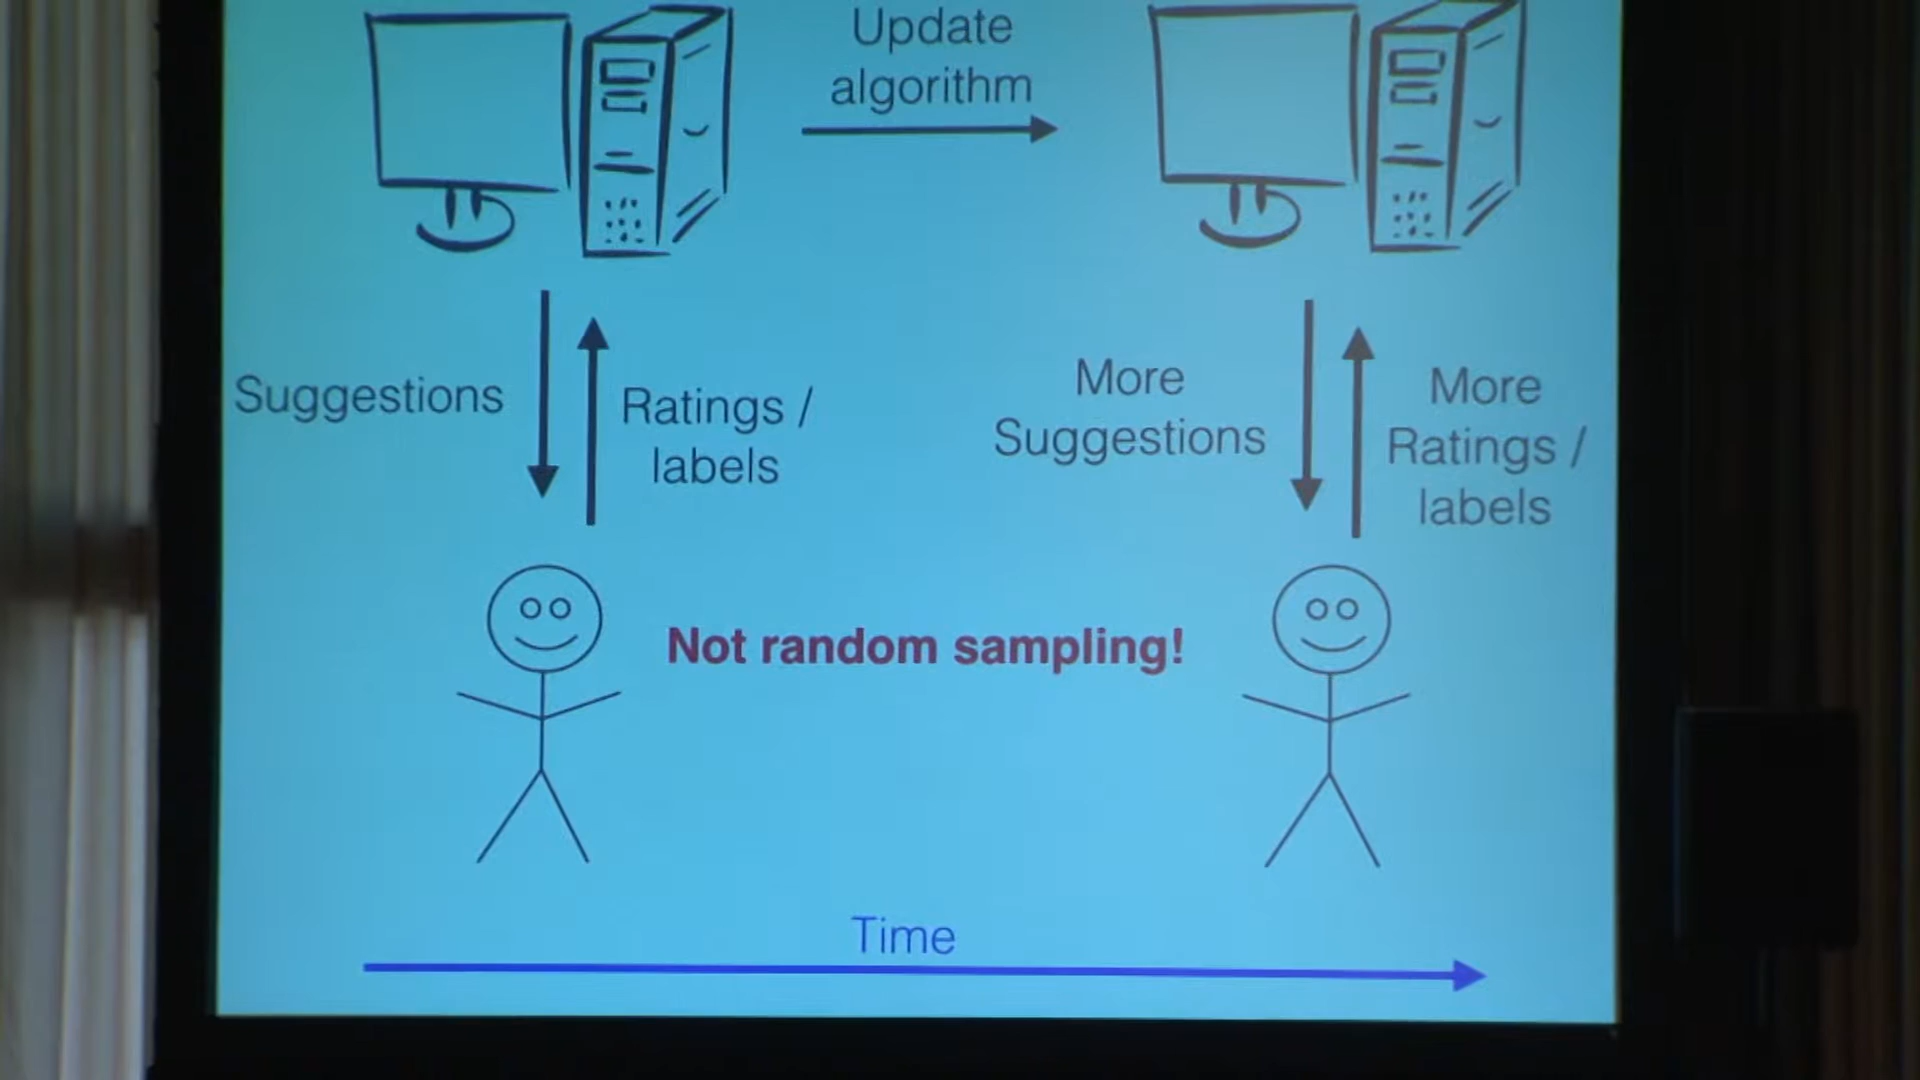 Update
algorithm
Suggestions
Ratings /
labels
More
Suggestions
More
Ratings /
labels
Not random sampling!
Time